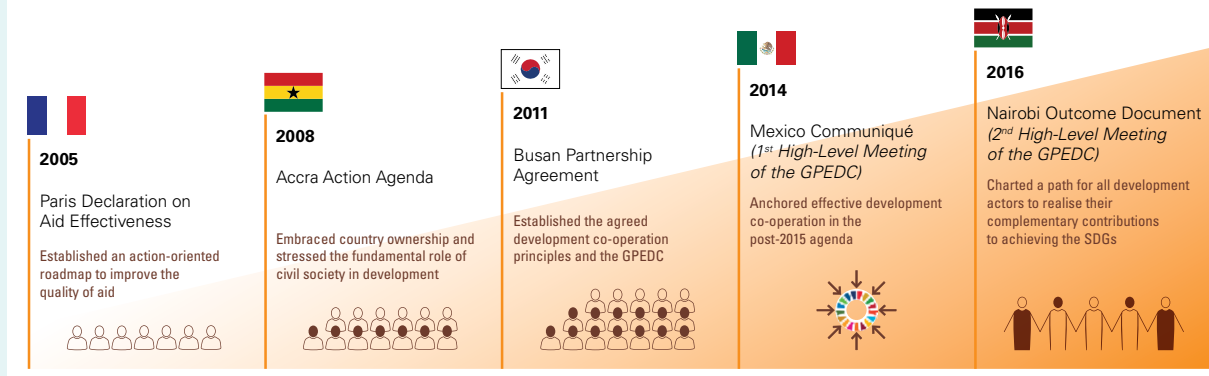 2005
Paris Declaration on
Aid Effectiveness
Established an action-oriented
roadmap to improve the
quality of aid
2008
Accra Action Agenda
Embraced country ownership and
stressed the fundamental role of
civil society in development
2011
Busan Partnership
Agreement
Established the agreed
development co-operation
principles and the GPEDC
2014
Mexico Communiqué
(1st High-Level Meeting
of the GPEDC)
Anchored effective development
co-operation in the
post-2015 agenda
2016
Nairobi Outcome Document
(2nd High-Level Meeting
of the GPEDC)
Charted a path for all development
actors to realise their
complementary contributions
to achieving the SDGs